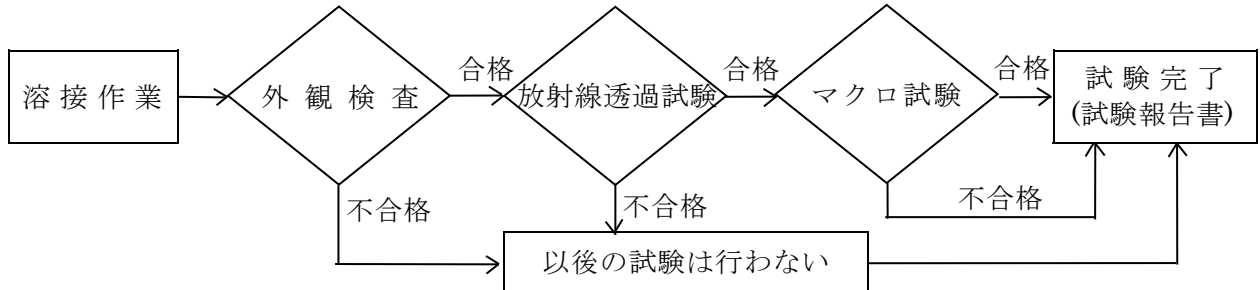 溶接作業
外観検査
合格
放射線透過試験
合格
マクロ試験
合格
試験完了
(試験報告書)
不合格
不合格
不合格
以後の試験は行わない